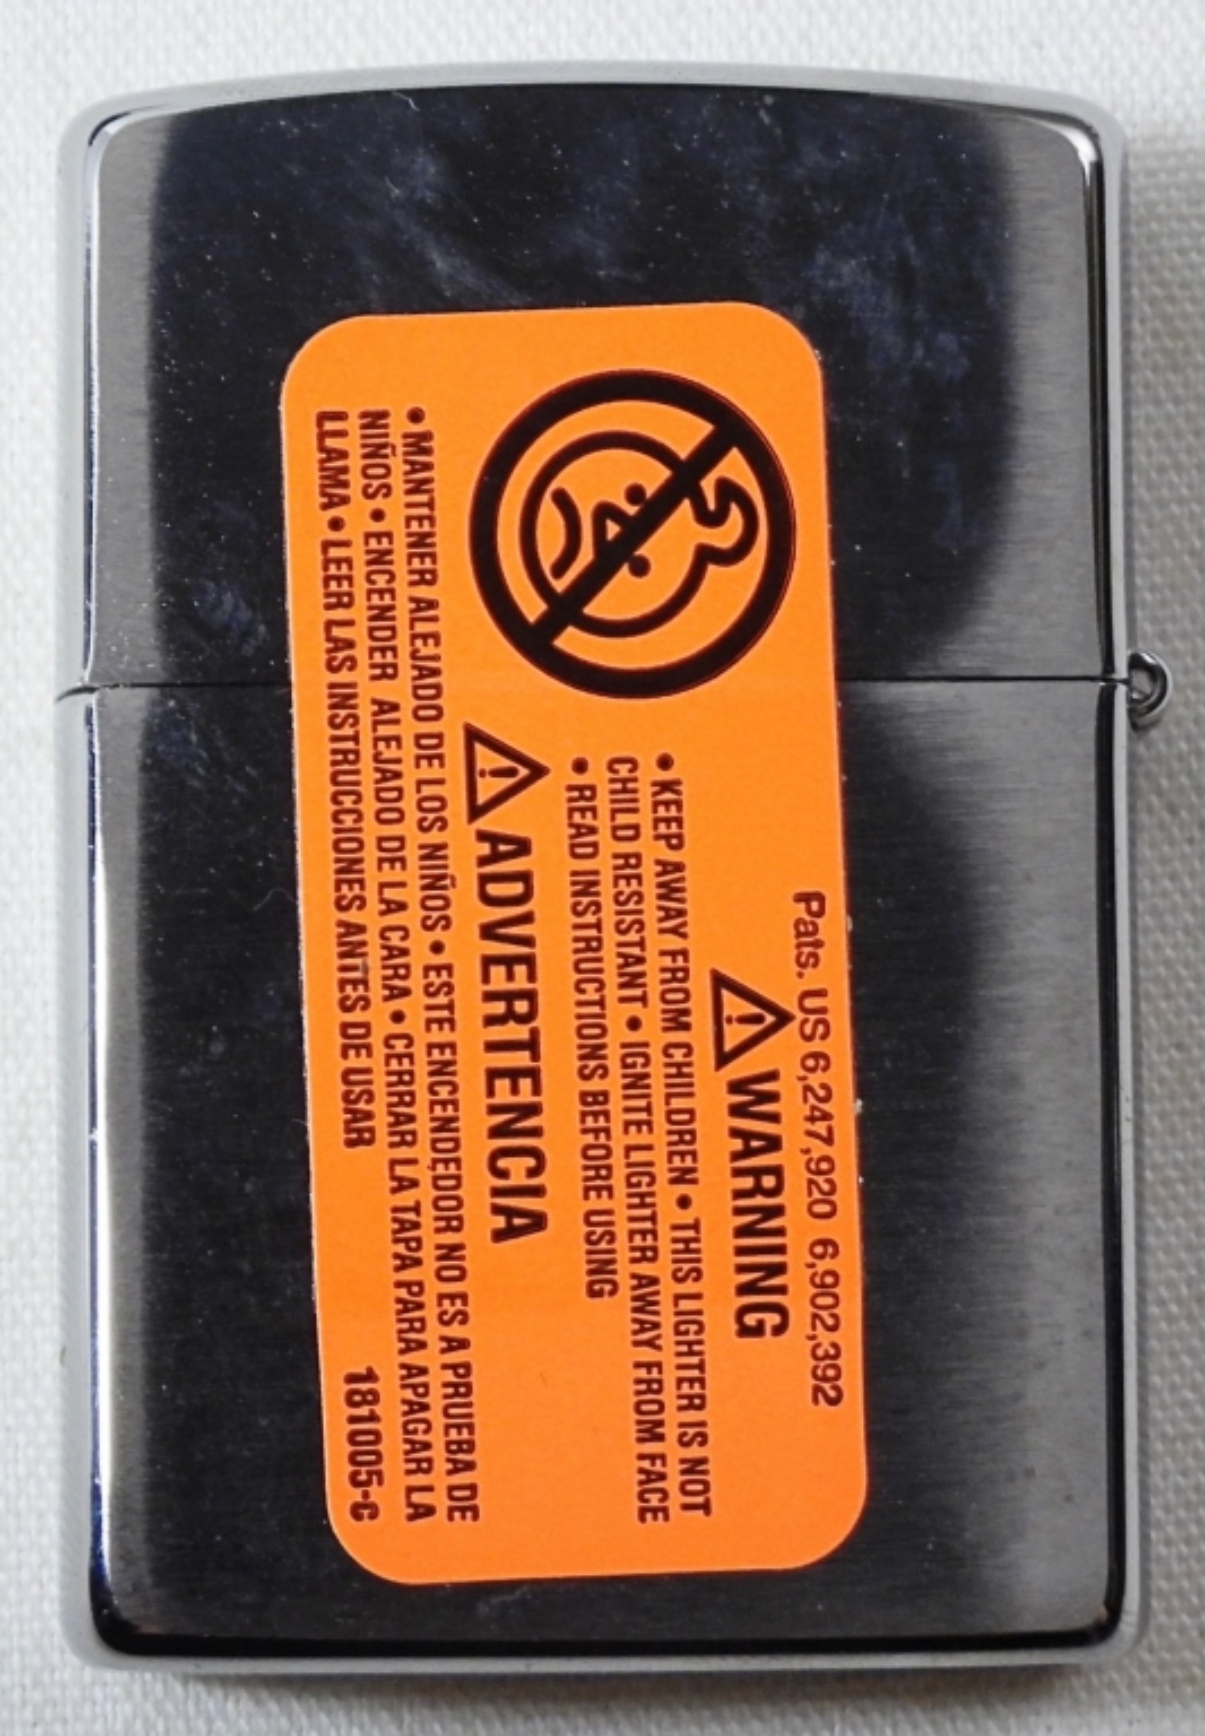 Pats. US 6,247,920 6,902,392
WARNING
• KEEP AWAY FROM CHILDREN • THIS LIGHTER IS NOT
CHILD RESISTANT • IGNITE LIGHTER AWAY FROM FACE
• READ INSTRUCTIONS BEFORE USING
ADVERTENCIA
• MANTENER ALEJADO DE LOS NIÑOS • ESTE ENCENDEDOR NO ES A PRUEBA DE
NIÑOS • ENCENDER ALEJADO DE LA CARA • CERRAR LA TAPA PARA APAGAR LA
LLAMA • LEER LAS INSTRUCCIONES ANTES DE USAR
181005-C